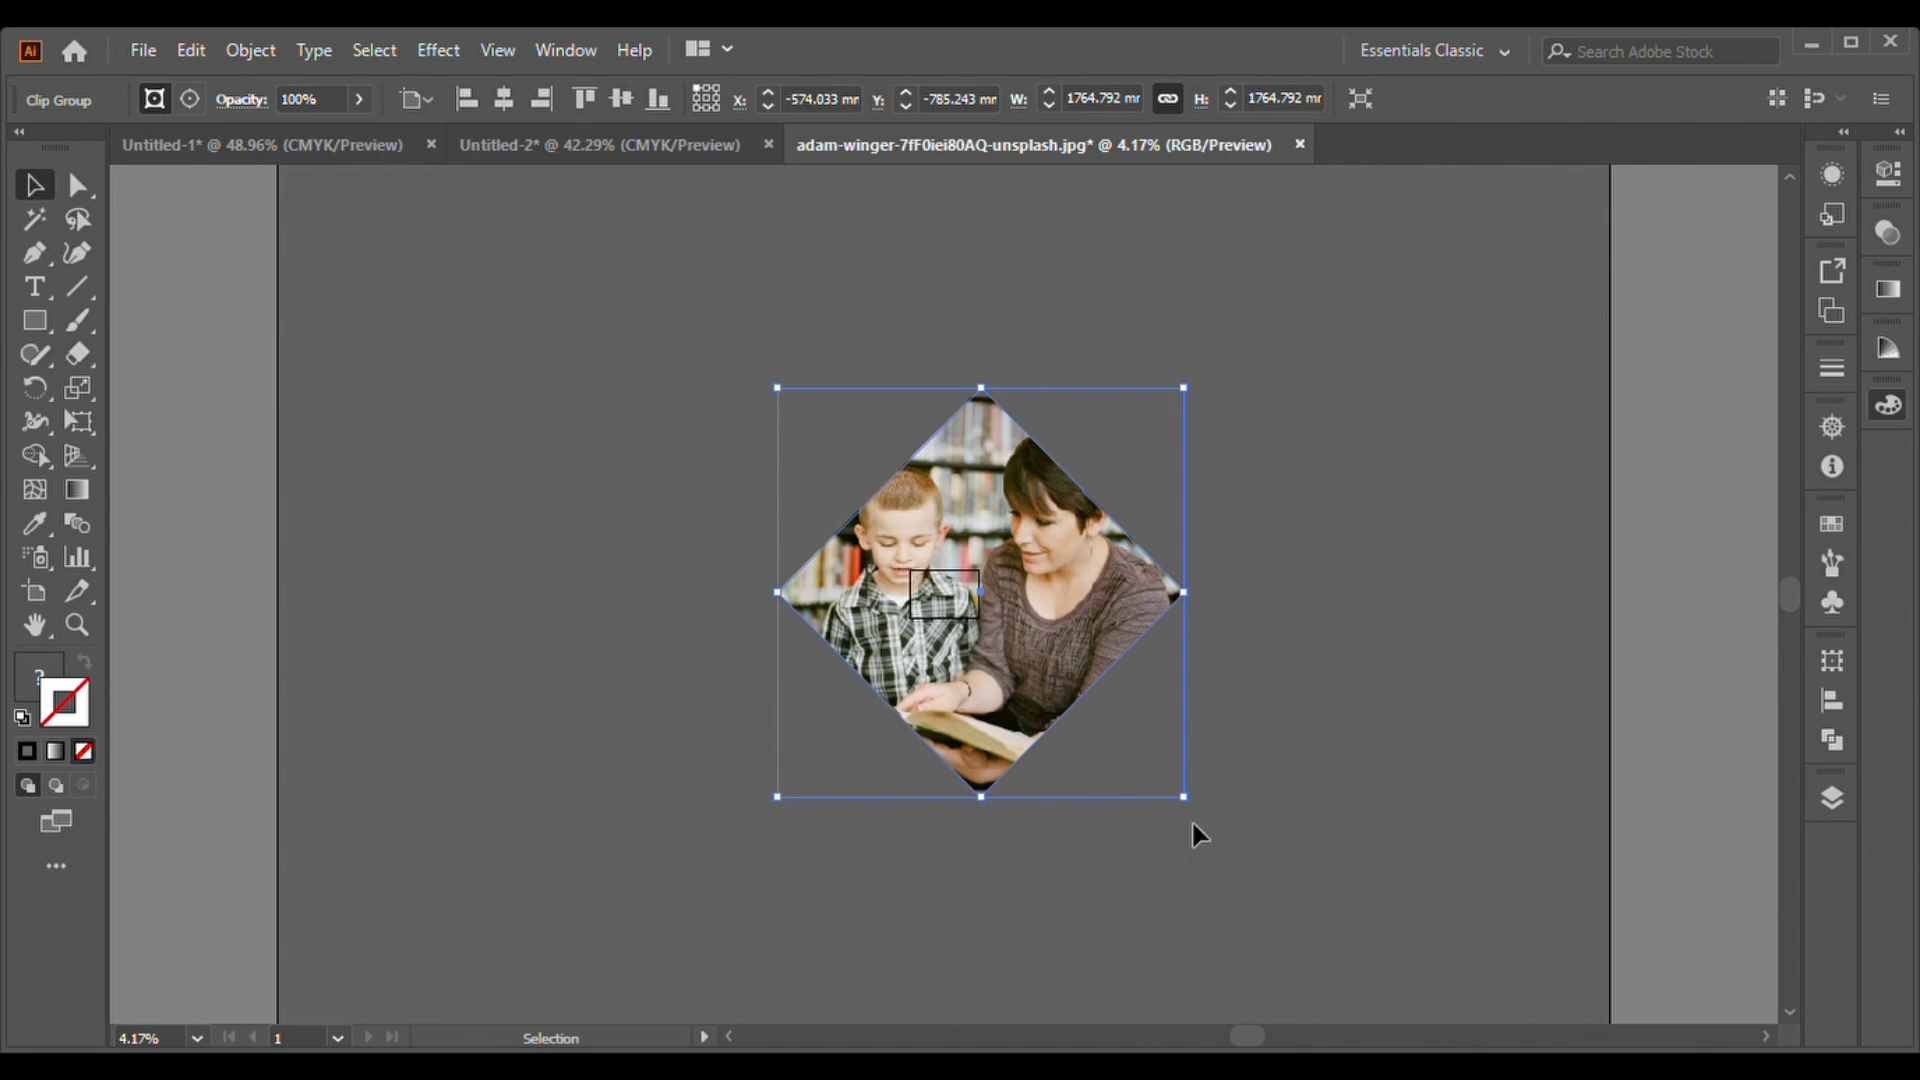 Ai File Edit Object Type Select Effect View Window Help Essentials Classic Search Adobe Stock
Clip Group Opacity: 100% X: -574.033 mr Y: -785.243 mr W: 1764.792 mr H: 1764.792 mr
Untitled-1* @ 48.96% (CMYK/Preview) Untitled-2* @ 42.29% (CMYK/Preview) adam-winger-7fF0iei80AQ-unsplash.jpg* @ 4.17% (RGB/Preview)
?
4.17% 1 Selection